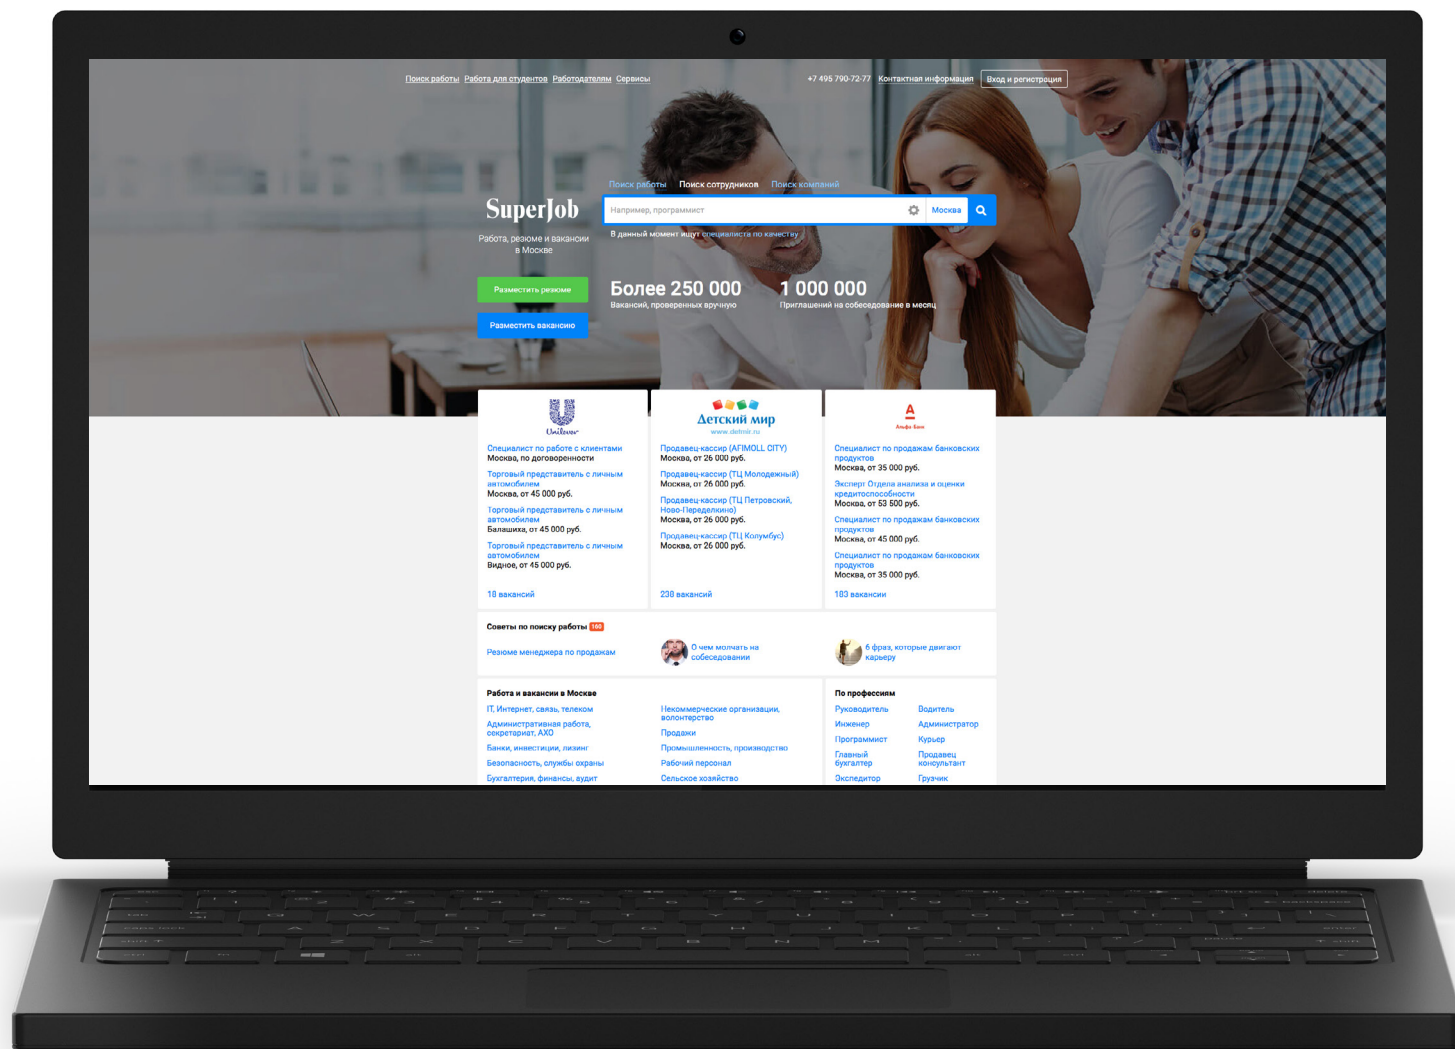 Поиск работы Работа для студентов Работодателям Сервисы
+7 495 790-72-77 Контактная информация Вход и регистрация
Поиск работы Поиск сотрудников Поиск компаний
SuperJob
Например, программист
Москва
Работа, резюме и вакансии
в Москве
В данный момент ищут специалиста по качеству
Разместить резюме
Разместить вакансию
Более 250 000
Вакансий, проверенных вручную
1 000 000
Приглашений на собеседование в месяц
Unilever
Специалист по работе с клиентами
Москва, по договоренности
Торговый представитель с личным
автомобилем
Москва, от 45 000 руб.
Торговый представитель с личным
автомобилем
Балашиха, от 45 000 руб.
Торговый представитель с личным
автомобилем
Видное, от 45 000 руб.
18 вакансий
Детский мир
www.detmir.ru
Продавец-кассир (AFIMOLL CITY)
Москва, от 26 000 руб.
Продавец-кассир (ТЦ Молодежный)
Москва, от 26 000 руб.
Продавец-кассир (ТЦ Петровский,
Ново-Переделкино)
Москва, от 26 000 руб.
Продавец-кассир (ТЦ Колумбус)
Москва, от 26 000 руб.
238 вакансий
А
Альфа·Банк
Специалист по продажам банковских
продуктов
Москва, от 35 000 руб.
Эксперт Отдела анализа и оценки
кредитоспособности
Москва, от 53 500 руб.
Специалист по продажам банковских
продуктов
Москва, от 45 000 руб.
Специалист по продажам банковских
продуктов
Москва, от 35 000 руб.
183 вакансии
Советы по поиску работы 160
Резюме менеджера по продажам
О чем молчать на
собеседовании
6 фраз, которые двигают
карьеру
Работа и вакансии в Москве
IT, Интернет, связь, телеком
Административная работа,
секретариат, АХО
Банки, инвестиции, лизинг
Безопасность, службы охраны
Бухгалтерия, финансы, аудит
Некоммерческие организации,
волонтерство
Продажи
Промышленность, производство
Рабочий персонал
Сельское хозяйство
По профессиям
Руководитель
Инженер
Программист
Главный
бухгалтер
Экспедитор
Водитель
Администратор
Курьер
Продавец
консультант
Грузчик